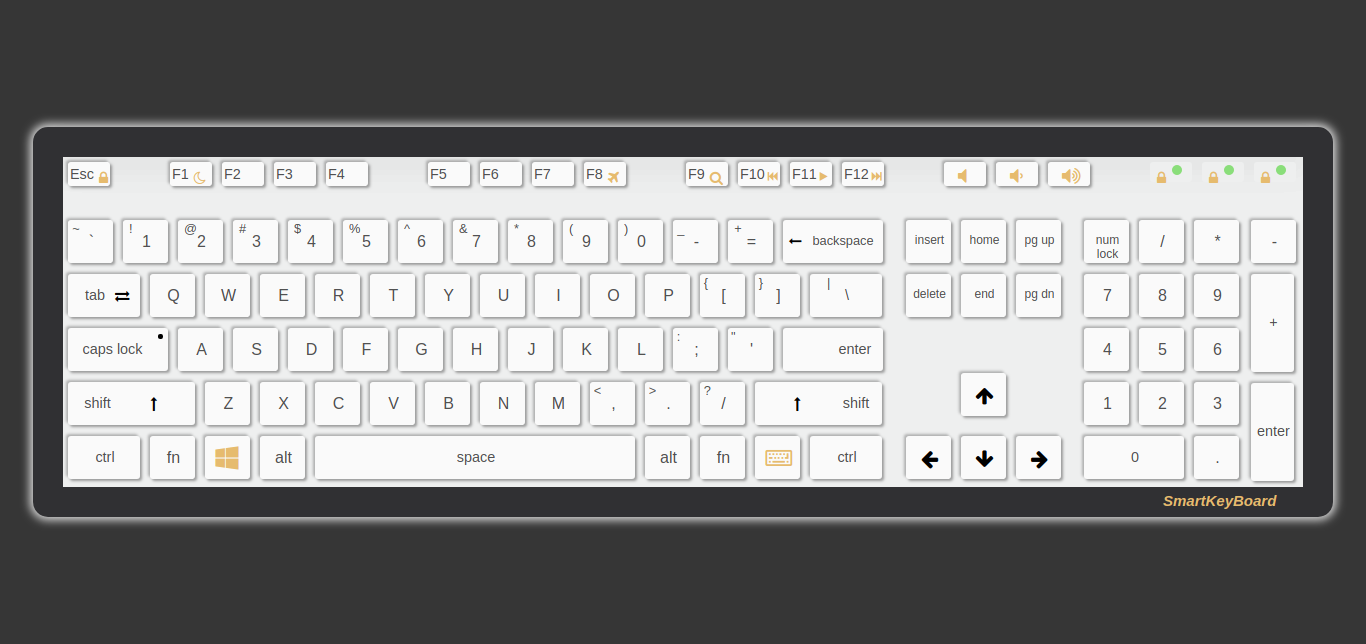 Esc F1 F2 F3 F4 F5 F6 F7 F8 F9 F10 F11 F12
~ ` ! 1 @ 2 # 3 $ 4 % 5 ^ 6 & 7 * 8 ( 9 ) 0 _ - + = backspace insert home pg up num lock / * -
tab Q W E R T Y U I O P { [ } ] | \ delete end pg dn 7 8 9 +
caps lock A S D F G H J K L : ; " ' enter 4 5 6
shift Z X C V B N M < , > . ? / shift 1 2 3 enter
ctrl fn alt space alt fn ctrl 0 .
SmartKeyBoard